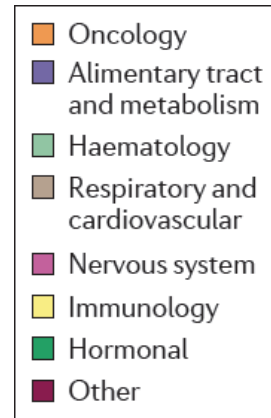 Oncology
Alimentary tract
and metabolism
Haematology
Respiratory and
cardiovascular
Nervous system
Immunology
Hormonal
Other